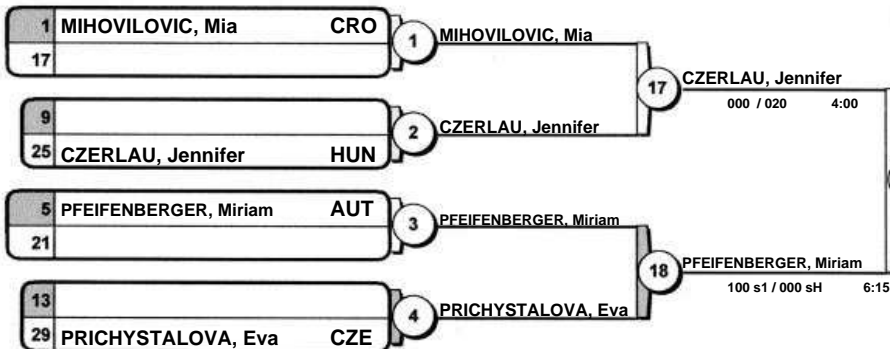 1 MIHOVILOVIC, Mia CRO
17
1 MIHOVILOVIC, Mia
9
25 CZERLAU, Jennifer HUN
2 CZERLAU, Jennifer
17 CZERLAU, Jennifer
000 / 020 4:00
5 PFEIFENBERGER, Miriam AUT
21
3 PFEIFENBERGER, Miriam
13
29 PRICHYSTALOVA, Eva CZE
4 PRICHYSTALOVA, Eva
18 PFEIFENBERGER, Miriam
100 s1 / 000 sH 6:15